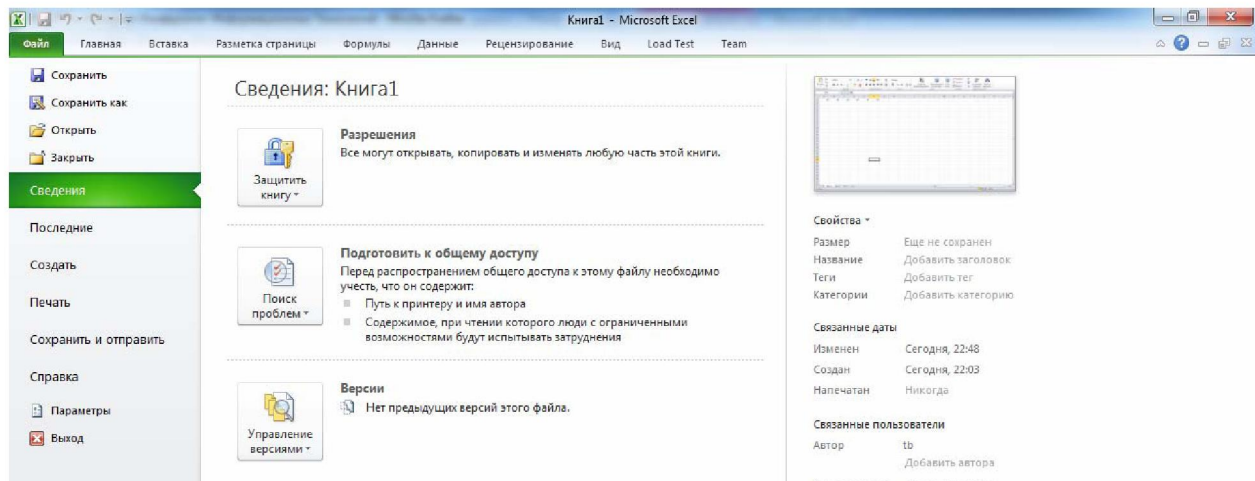 Книга1 - Microsoft Excel
Файл Главная Вставка Разметка страницы Формулы Данные Рецензирование Вид Load Test Team
Сохранить
Сохранить как
Открыть
Закрыть
Сведения
Последние
Создать
Печать
Сохранить и отправить
Справка
Параметры
Выход
Сведения: Книга1
Защитить
книгу
Разрешения
Все могут открывать, копировать и изменять любую часть этой книги.
Поиск
проблем
Подготовить к общему доступу
Перед распространением общего доступа к этому файлу необходимо
учесть, что он содержит:
Путь к принтеру и имя автора
Содержимое, при чтении которого люди с ограниченными
возможностями будут испытывать затруднения
Управление
версиями
Версии
Нет предыдущих версий этого файла.
Свойства
Размер Еще не сохранен
Название Добавить заголовок
Теги Добавить тег
Категории Добавить категорию
Связанные даты
Изменен Сегодня, 22:48
Создан Сегодня, 22:03
Напечатан Никогда
Связанные пользователи
Автор tb
Добавить автора